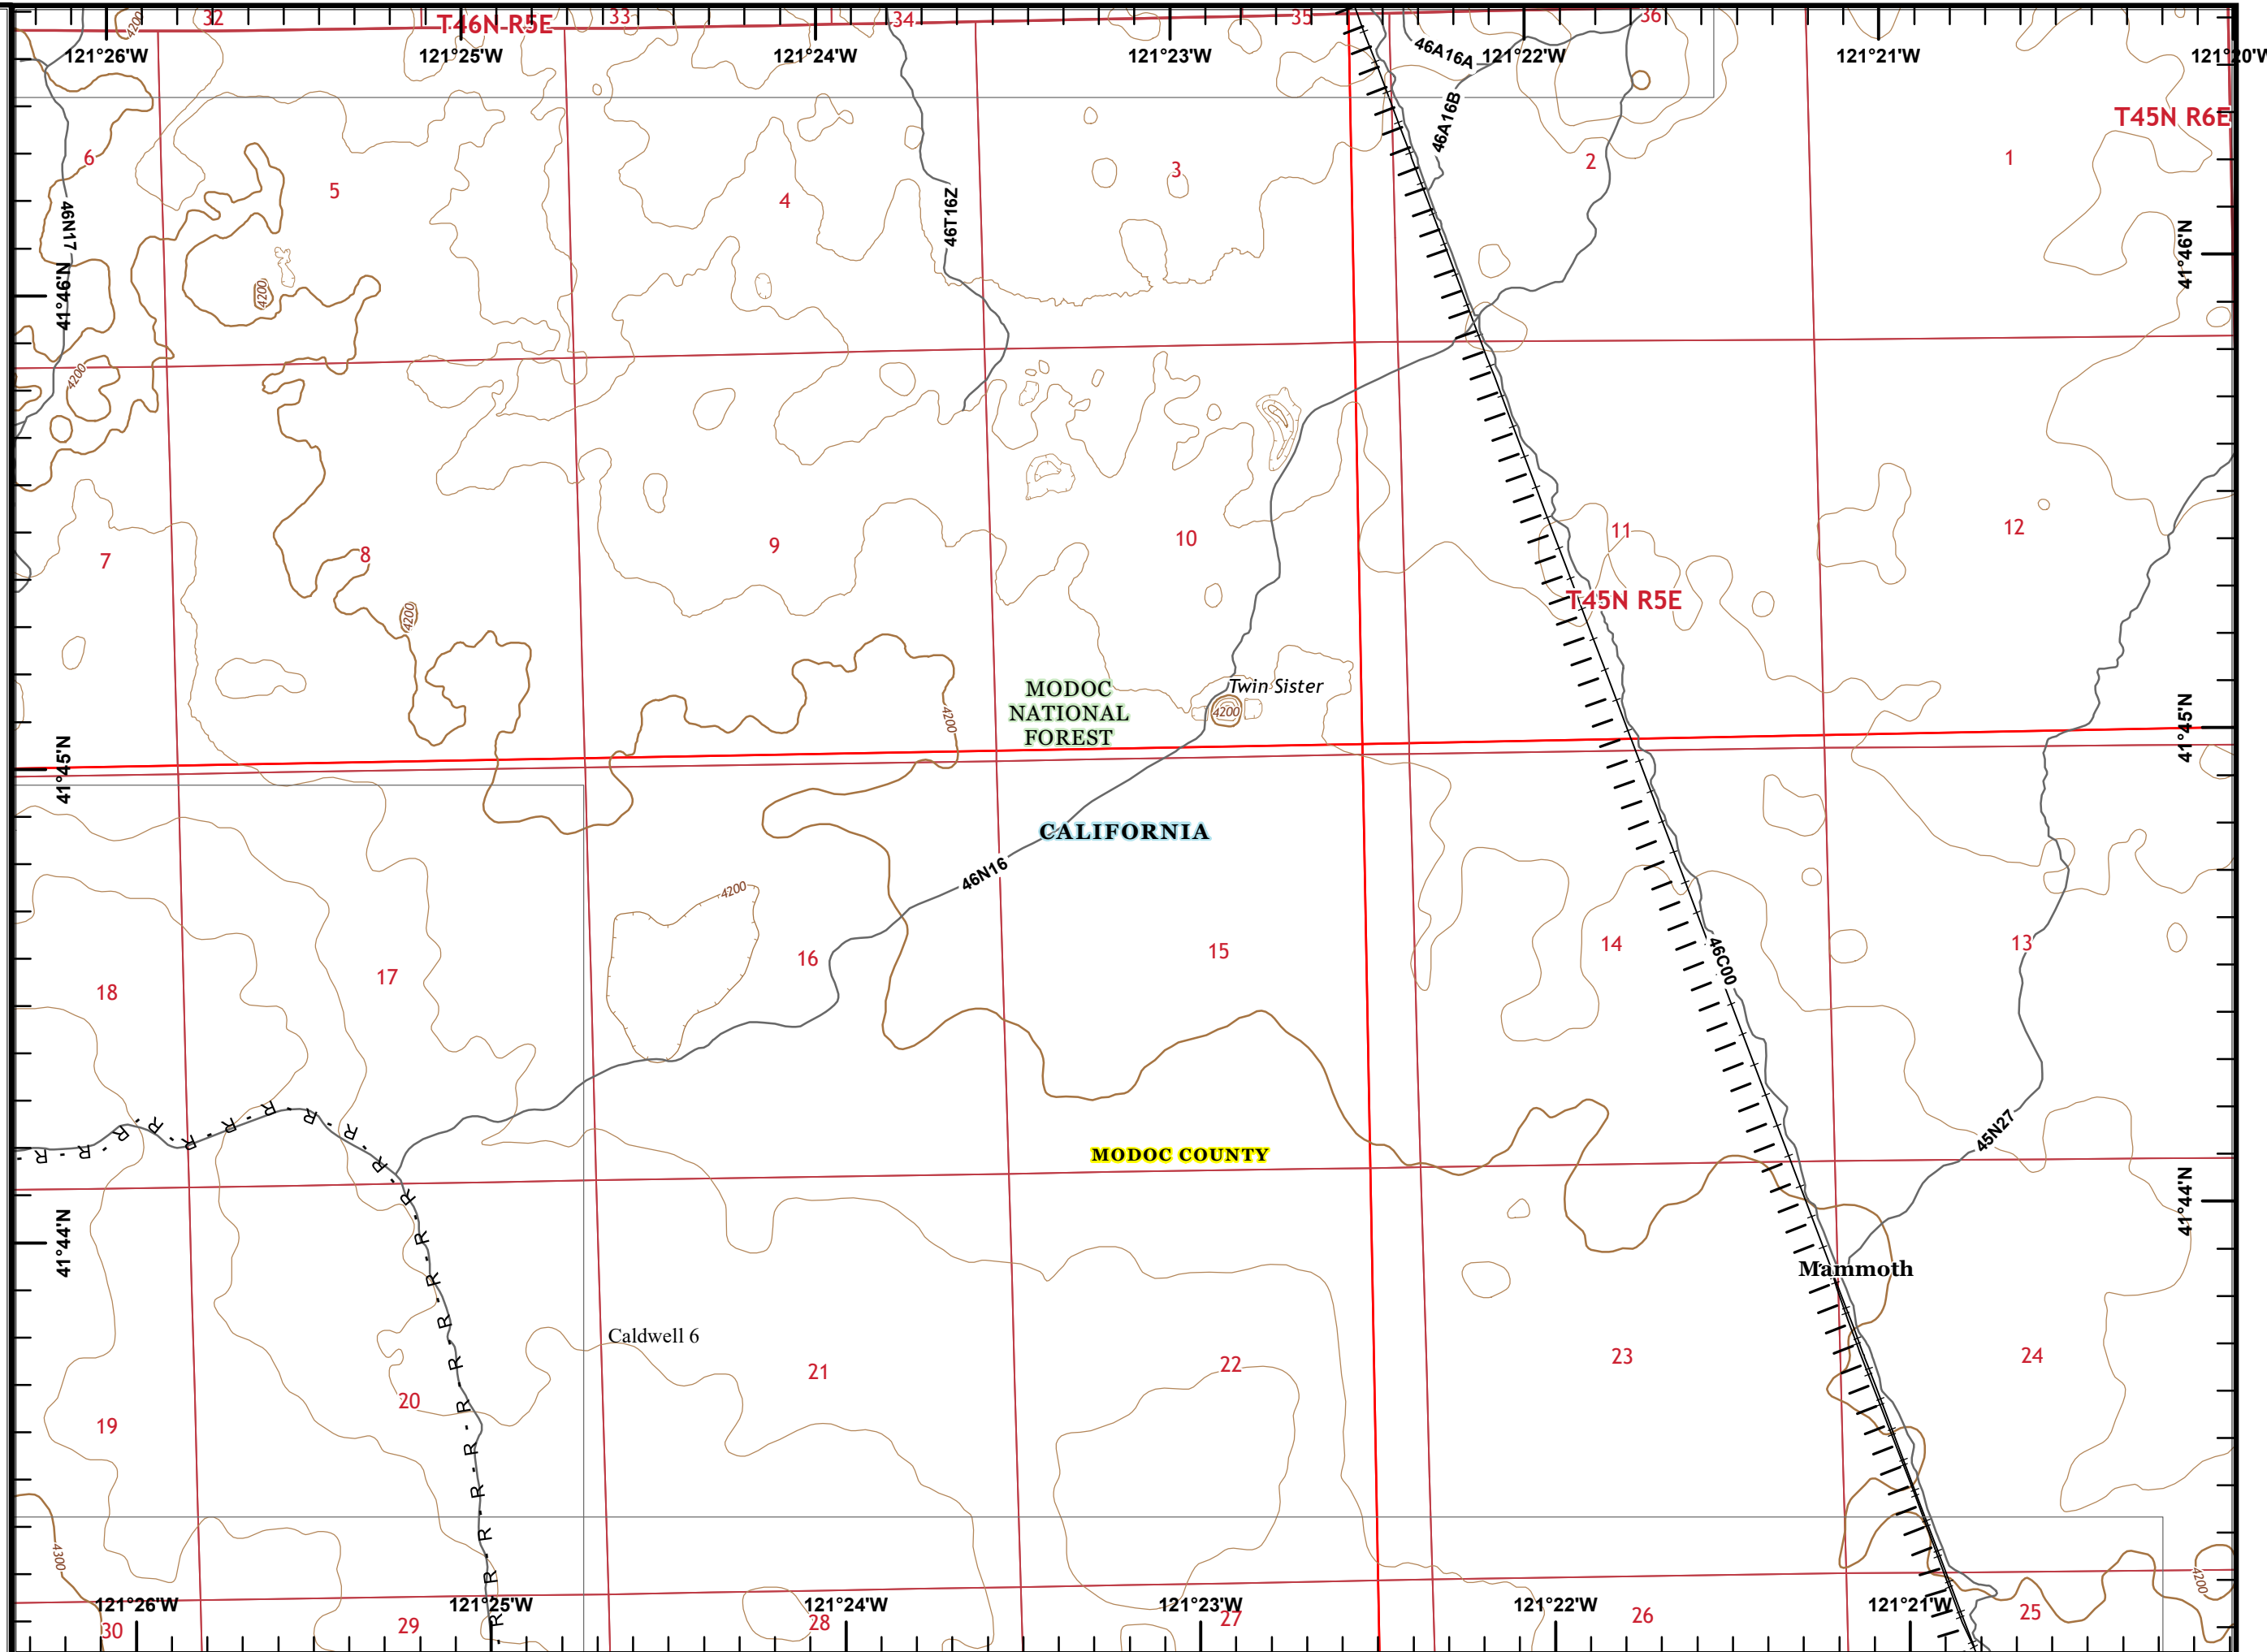 32
4200
T46N R5E
33
34
35
36
121°26'W
121°25'W
121°24'W
121°23'W
46A16A
121°22'W
121°21'W
121°20'W
46A16B
T45N R6E
6
5
4
3
2
1
46N17
46T16Z
41°46'N
41°46'N
4200
4200
7
8
9
10
11
12
T45N R5E
4200
MODOC
NATIONAL
FOREST
Twin Sister
4200
4200
41°45'N
41°45'N
CALIFORNIA
46N16
4200
18
17
16
15
14
13
46C00
R - R - R - R - R - R - R - R - R - R
45N27
MODOC COUNTY
41°44'N
41°44'N
R - R - R - R - R - R - R - R - R - R - R
Mammoth
Caldwell 6
19
20
21
22
23
24
4300
4200
121°26'W
121°25'W
121°24'W
121°23'W
121°22'W
121°21'W
30
29
28
27
26
25